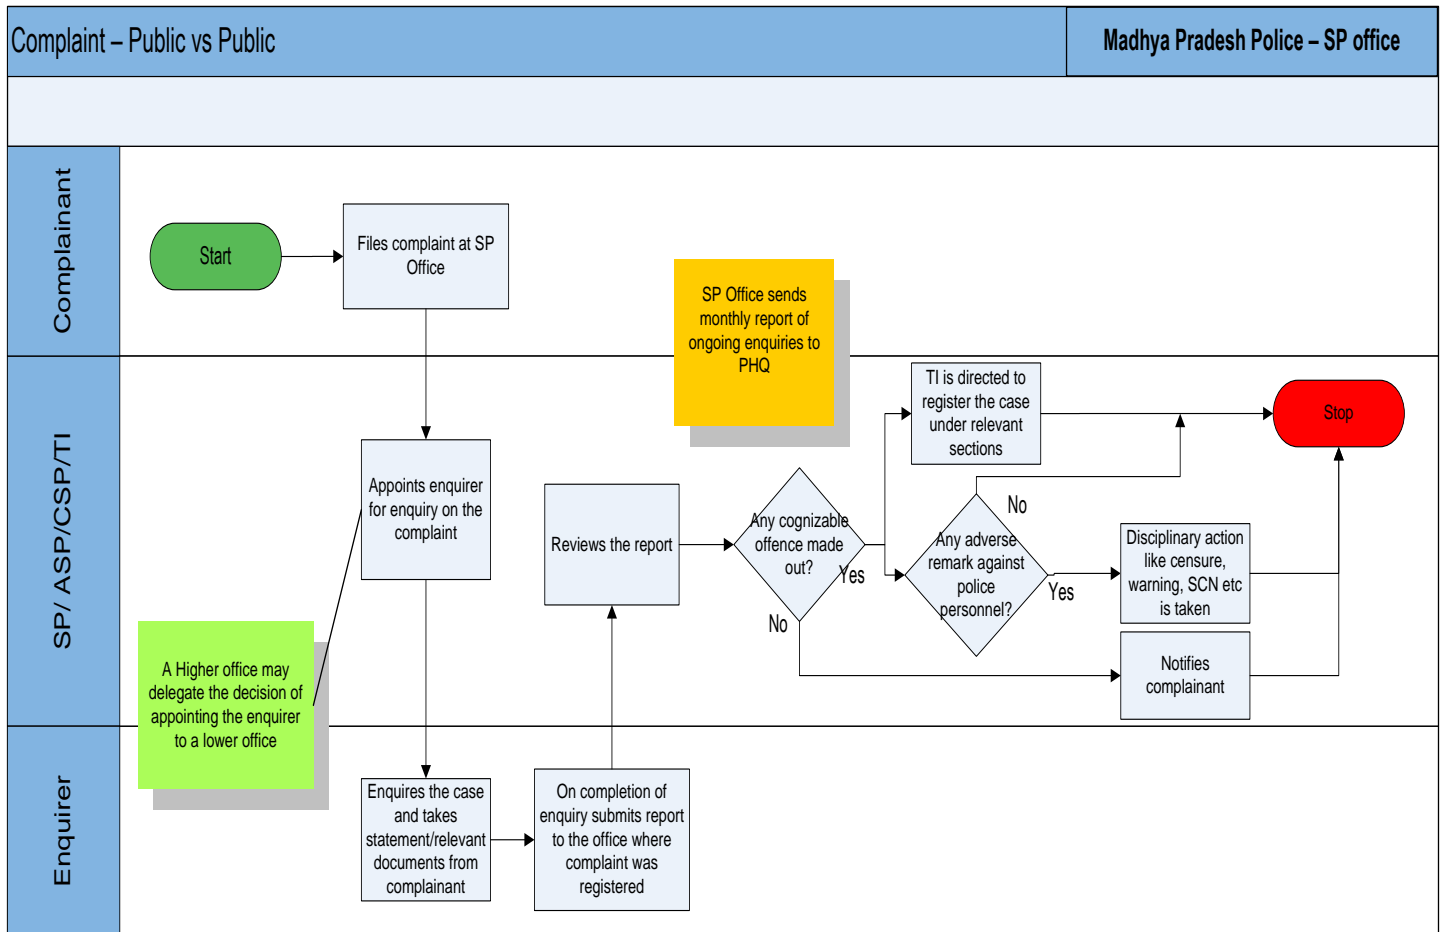 Complaint – Public vs Public
Madhya Pradesh Police – SP office
Complainant
Start
Files complaint at SP
Office
SP Office sends
monthly report of
ongoing enquiries to
PHQ
SP/ ASP/CSP/TI
Appoints enquirer
for enquiry on the
complaint
A Higher office may
delegate the decision of
appointing the enquirer
to a lower office
Reviews the report
Any cognizable
offence made
out?
Yes
No
TI is directed to
register the case
under relevant
sections
Any adverse
remark against
police
personnel?
No
Yes
Disciplinary action
like censure,
warning, SCN etc
is taken
Notifies
complainant
Stop
Enquirer
Enquires the case
and takes
statement/relevant
documents from
complainant
On completion of
enquiry submits report
to the office where
complaint was
registered